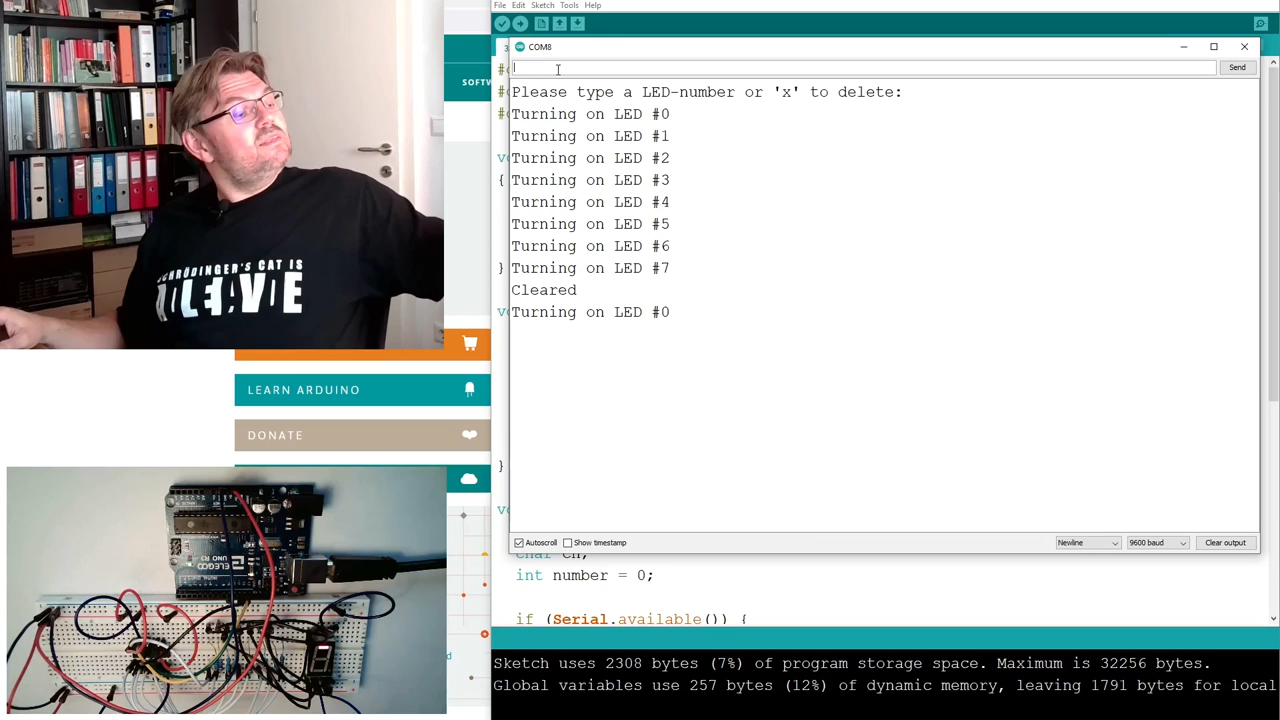 File Edit Sketch Tools Help
COM8
Send
SOFTW
Please type a LED-number or 'x' to delete:
Turning on LED #0
Turning on LED #1
Turning on LED #2
Turning on LED #3
Turning on LED #4
Turning on LED #5
Turning on LED #6
} Turning on LED #7
Cleared
Turning on LED #0
SCHRÖDINGER'S CAT IS
LEARN ARDUINO
DONATE
}
Autoscroll Show timestamp Newline 9600 baud Clear output
int number = 0;
if (Serial.available()) {
ELEGOO
UNO R3
Sketch uses 2308 bytes (7%) of program storage space. Maximum is 32256 bytes.
Global variables use 257 bytes (12%) of dynamic memory, leaving 1791 bytes for local